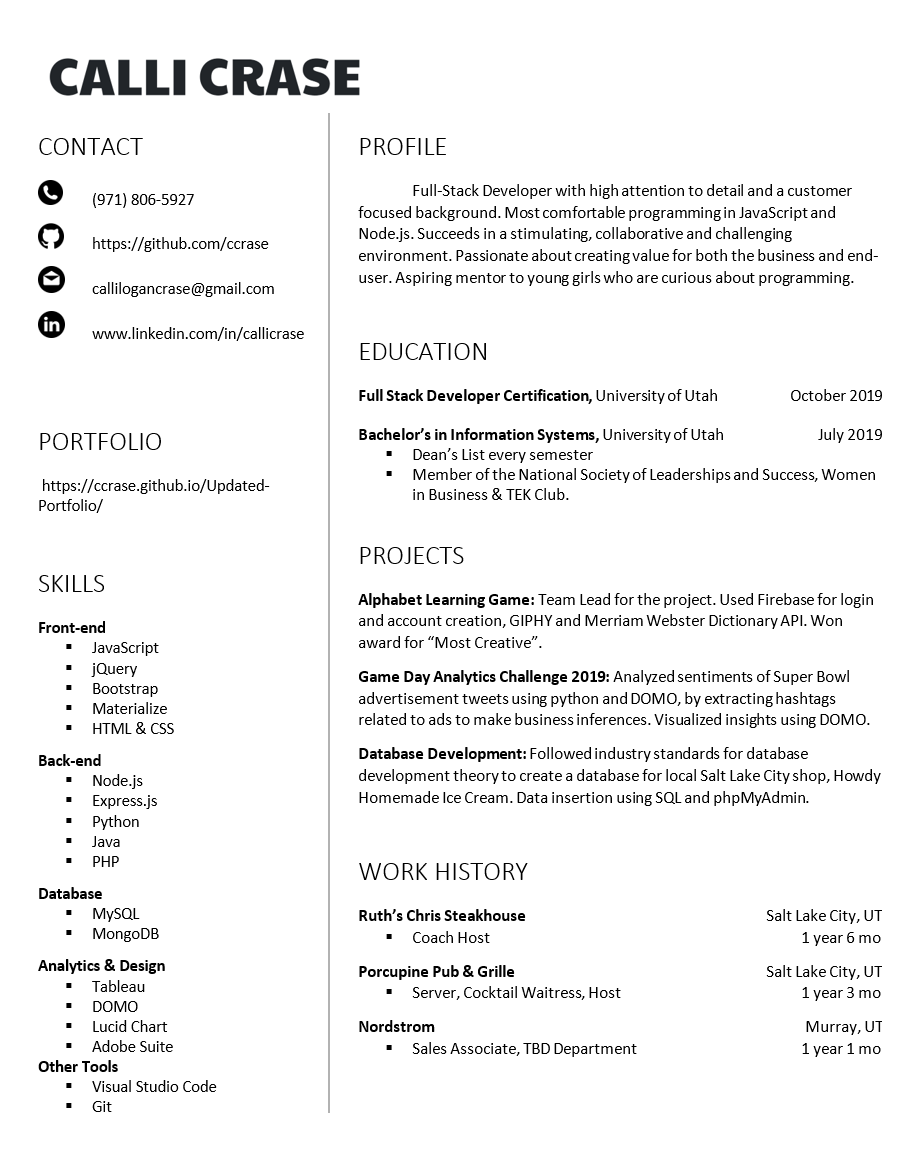 CALLI CRASE
CONTACT
(971) 806-5927
https://github.com/ccrase
callilogancrase@gmail.com
in
www.linkedin.com/in/callicrase
PORTFOLIO
https://ccrase.github.io/Updated-
Portfolio/
SKILLS
Front-end
▪ JavaScript
▪ jQuery
▪ Bootstrap
▪ Materialize
▪ HTML & CSS
Back-end
▪ Node.js
▪ Express.js
▪ Python
▪ Java
▪ PHP
Database
▪ MySQL
▪ MongoDB
Analytics & Design
▪ Tableau
▪ DOMO
▪ Lucid Chart
▪ Adobe Suite
Other Tools
▪ Visual Studio Code
▪ Git
PROFILE
Full-Stack Developer with high attention to detail and a customer
focused background. Most comfortable programming in JavaScript and
Node.js. Succeeds in a stimulating, collaborative and challenging
environment. Passionate about creating value for both the business and end-
user. Aspiring mentor to young girls who are curious about programming.
EDUCATION
Full Stack Developer Certification, University of Utah October 2019
Bachelor’s in Information Systems, University of Utah July 2019
▪ Dean’s List every semester
▪ Member of the National Society of Leaderships and Success, Women
in Business & TEK Club.
PROJECTS
Alphabet Learning Game: Team Lead for the project. Used Firebase for login
and account creation, GIPHY and Merriam Webster Dictionary API. Won
award for “Most Creative”.
Game Day Analytics Challenge 2019: Analyzed sentiments of Super Bowl
advertisement tweets using python and DOMO, by extracting hashtags
related to ads to make business inferences. Visualized insights using DOMO.
Database Development: Followed industry standards for database
development theory to create a database for local Salt Lake City shop, Howdy
Homemade Ice Cream. Data insertion using SQL and phpMyAdmin.
WORK HISTORY
Ruth’s Chris Steakhouse Salt Lake City, UT
▪ Coach Host 1 year 6 mo
Porcupine Pub & Grille Salt Lake City, UT
▪ Server, Cocktail Waitress, Host 1 year 3 mo
Nordstrom Murray, UT
▪ Sales Associate, TBD Department 1 year 1 mo